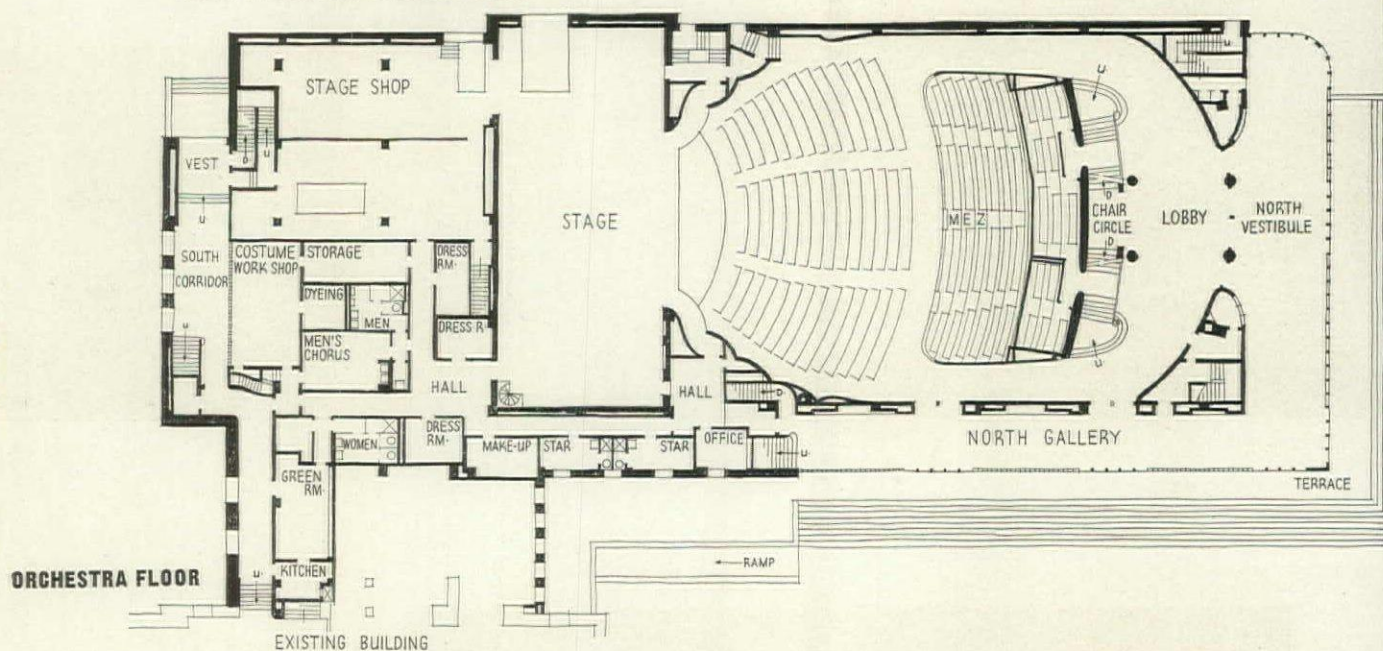 STAGE SHOP
VEST
D
U
U
U
STAGE
MEZ
CHAIR
CIRCLE
D
D
LOBBY
NORTH
VESTIBULE
U
U
SOUTH
CORRIDOR
U
COSTUME
WORK SHOP
STORAGE
DYEING
MEN
MEN'S
CHORUS
DRESS
RM.
DRESS R.
HALL
HALL
D
U
WOMEN
DRESS
RM.
MAKE-UP
STAR
STAR
OFFICE
U
NORTH GALLERY
TERRACE
GREEN
RM.
KITCHEN
U
RAMP
ORCHESTRA FLOOR
EXISTING BUILDING